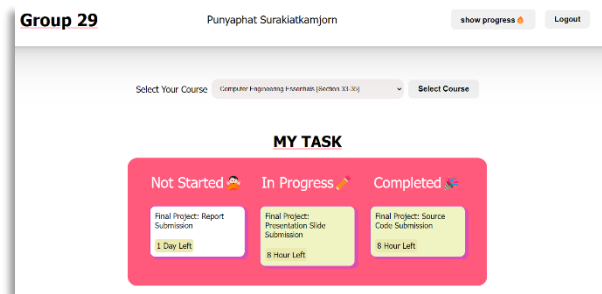 Group 29
Punyaphat Surakiatkamjorn
show progress🔥
Logout
Select Your Course
Computer Engineering Essentials [Section 33-35]
Select Course
MY TASK
Not Started🙅
In Progress✏️
Completed🎉
Final Project: Report
Submission
1 Day Left
Final Project:
Presentation Slide
Submission
8 Hour Left
Final Project: Source
Code Submission
8 Hour Left